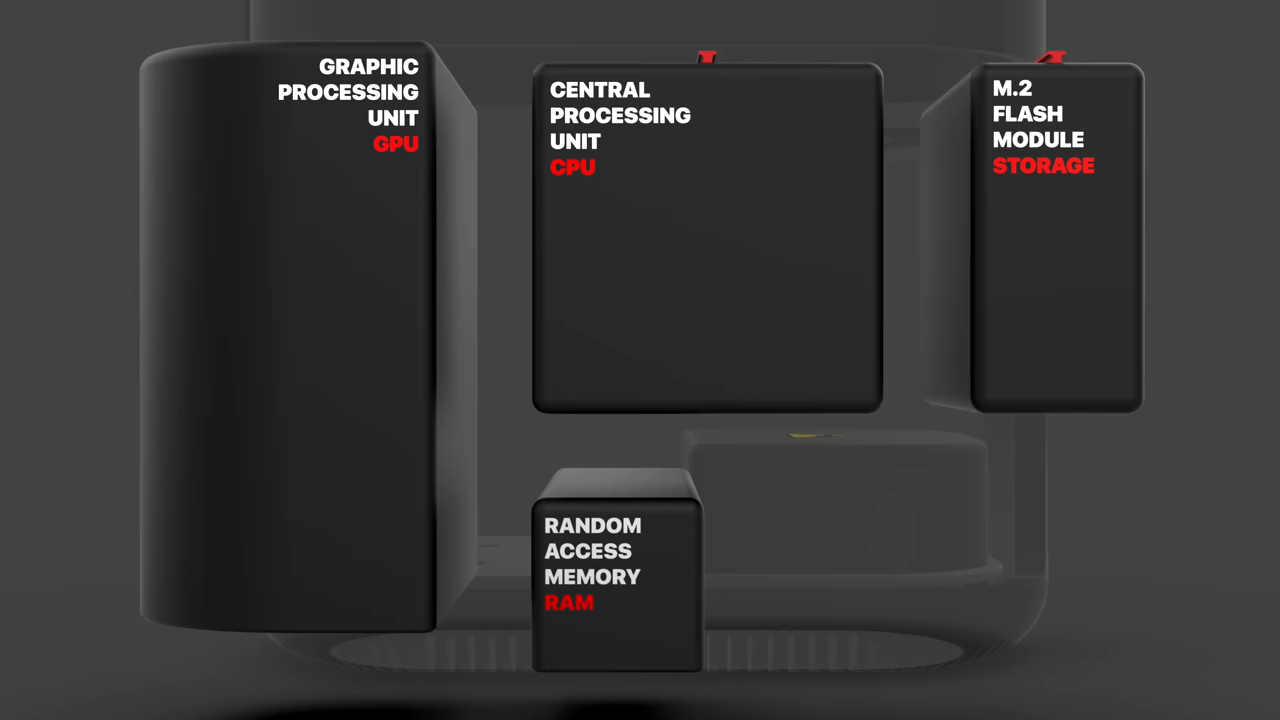 GRAPHIC
PROCESSING
UNIT
GPU
CENTRAL
PROCESSING
UNIT
CPU
M.2
FLASH
MODULE
STORAGE
RANDOM
ACCESS
MEMORY
RAM